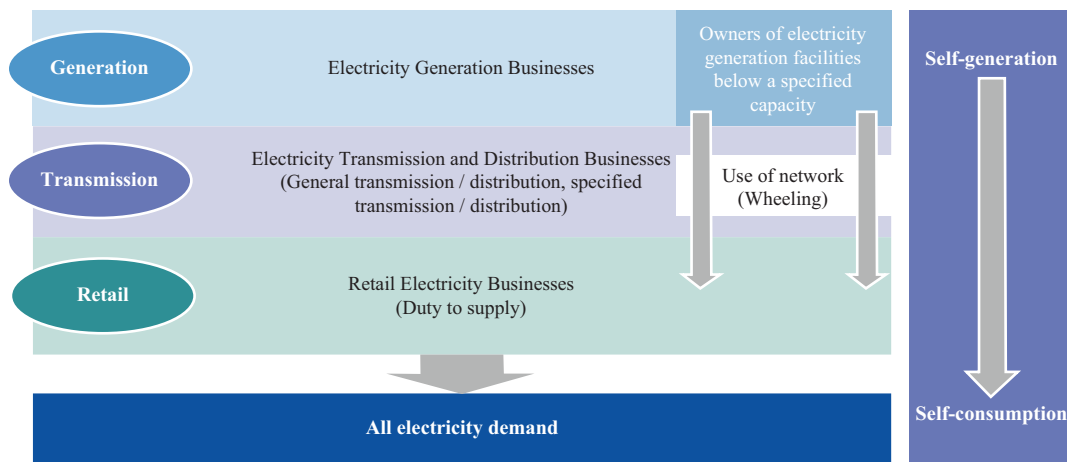 Generation
Electricity Generation Businesses
Owners of electricity
generation facilities
below a specified
capacity
Self-generation
Transmission
Electricity Transmission and Distribution Businesses
(General transmission / distribution, specified
transmission / distribution)
Use of network
(Wheeling)
Retail
Retail Electricity Businesses
(Duty to supply)
All electricity demand
Self-consumption